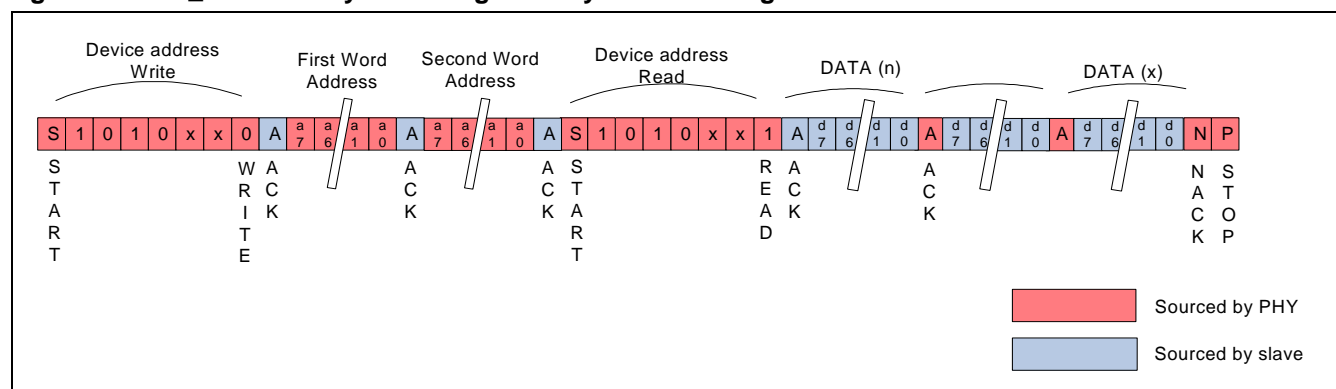 Device address
Write
First Word
Address
Second Word
Address
Device address
Read
DATA (n)
DATA (x)
S 1 0 1 0 x x 0 A a7 a6 a1 a0 A a7 a6 a1 a0 A S 1 0 1 0 x x 1 A d7 d6 d1 d0 A d7 d6 d1 d0 A d7 d6 d1 d0 N P
START
WRITE
ACK
ACK
ACK
START
READ
ACK
ACK
NACK
STOP
Sourced by PHY
Sourced by slave